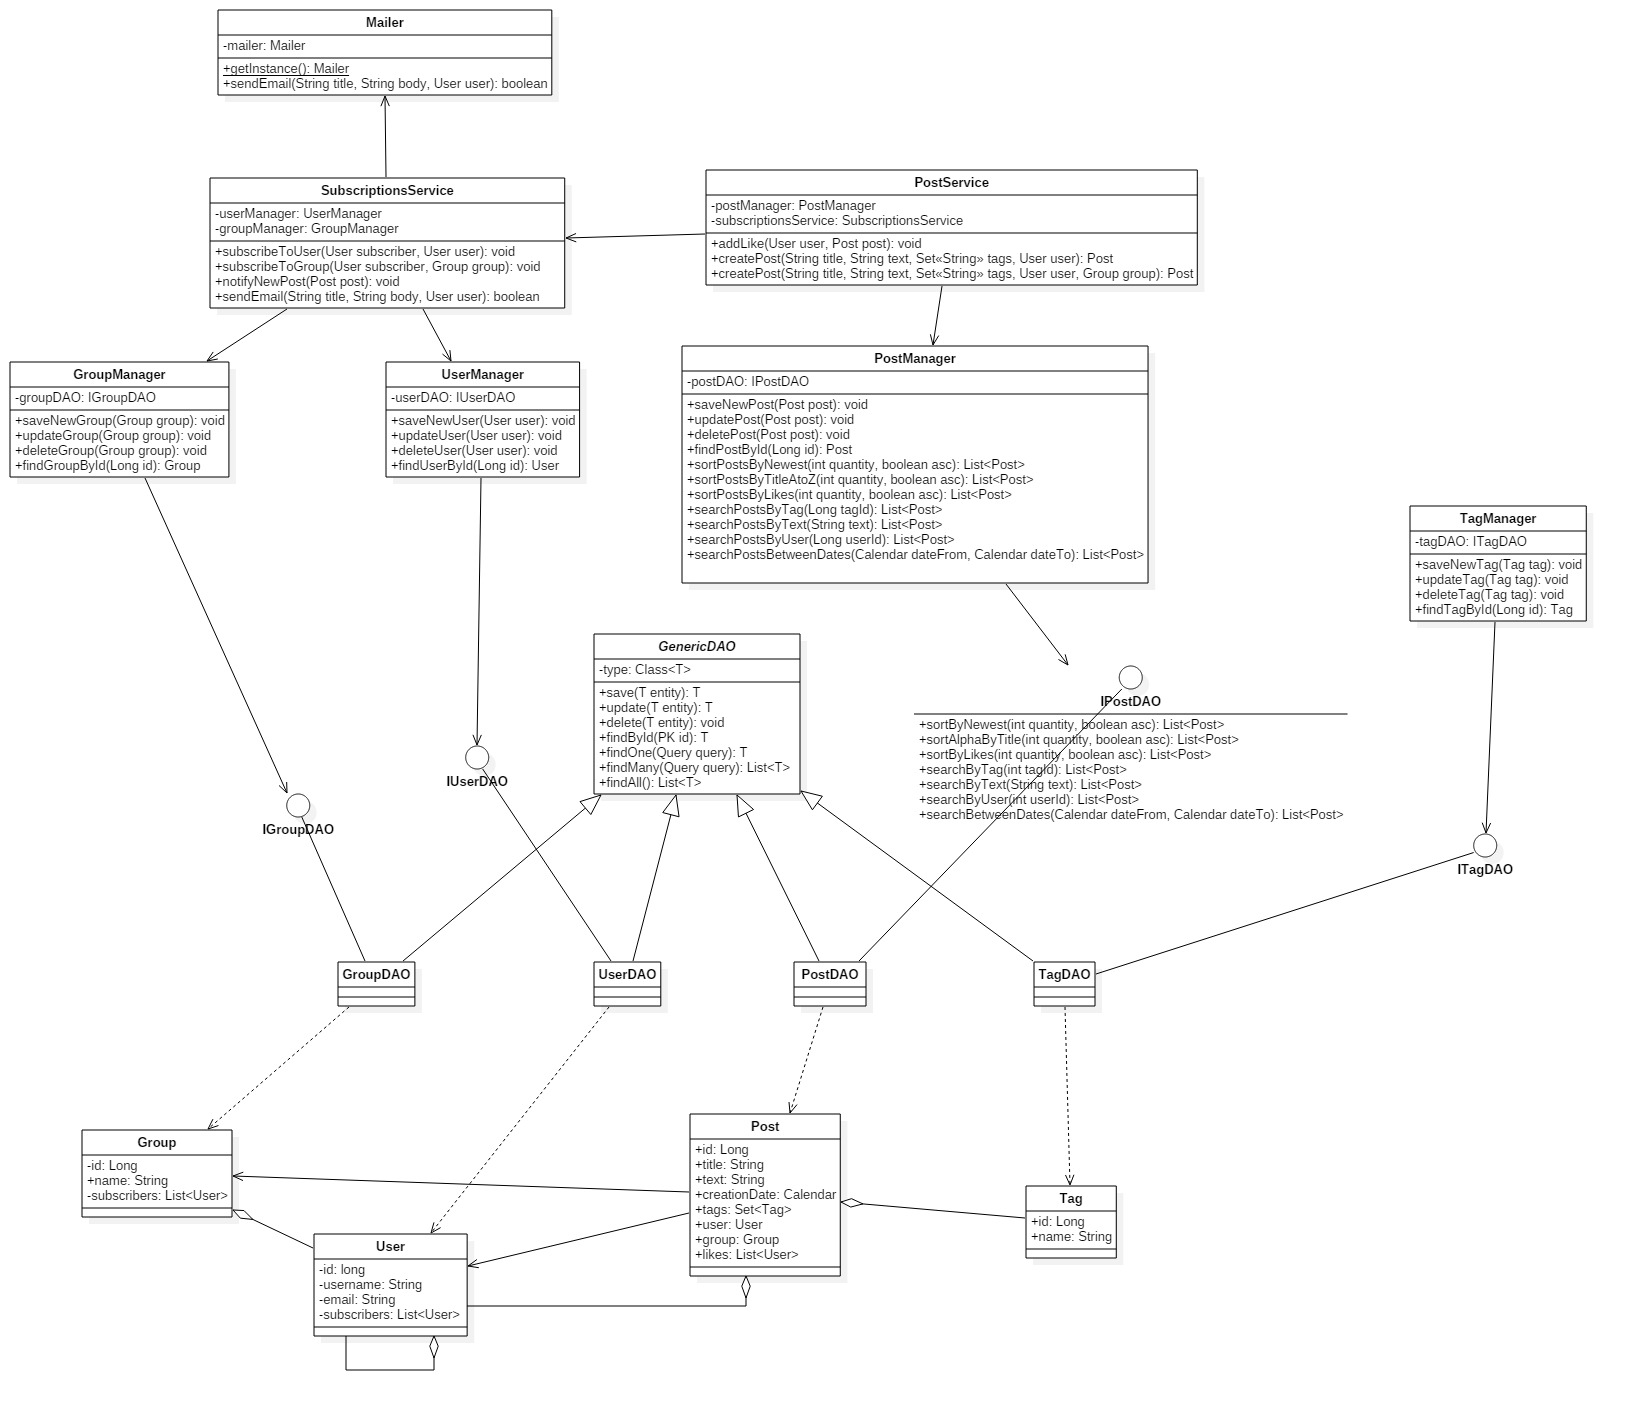 Mailer
-mailer: Mailer
+getInstance(): Mailer
+sendEmail(String title, String body, User user): boolean
SubscriptionsService
-userManager: UserManager
-groupManager: GroupManager
+subscribeToUser(User subscriber, User user): void
+subscribeToGroup(User subscriber, Group group): void
+notifyNewPost(Post post): void
+sendEmail(String title, String body, User user): boolean
PostService
-postManager: PostManager
-subscriptionsService: SubscriptionsService
+addLike(User user, Post post): void
+createPost(String title, String text, Set«String» tags, User user): Post
+createPost(String title, String text, Set«String» tags, User user, Group group): Post
GroupManager
-groupDAO: IGroupDAO
+saveNewGroup(Group group): void
+updateGroup(Group group): void
+deleteGroup(Group group): void
+findGroupById(Long id): Group
UserManager
-userDAO: IUserDAO
+saveNewUser(User user): void
+updateUser(User user): void
+deleteUser(User user): void
+findUserById(Long id): User
PostManager
-postDAO: IPostDAO
+saveNewPost(Post post): void
+updatePost(Post post): void
+deletePost(Post post): void
+findPostById(Long id): Post
+sortPostsByNewest(int quantity, boolean asc): List<Post>
+sortPostsByTitleAtoZ(int quantity, boolean asc): List<Post>
+sortPostsByLikes(int quantity, boolean asc): List<Post>
+searchPostsByTag(Long tagId): List<Post>
+searchPostsByText(String text): List<Post>
+searchPostsByUser(Long userId): List<Post>
+searchPostsBetweenDates(Calendar dateFrom, Calendar dateTo): List<Post>
TagManager
-tagDAO: ITagDAO
+saveNewTag(Tag tag): void
+updateTag(Tag tag): void
+deleteTag(Tag tag): void
+findTagById(Long id): Tag
GenericDAO
-type: Class<T>
+save(T entity): T
+update(T entity): T
+delete(T entity): void
+findById(PK id): T
+findOne(Query query): T
+findMany(Query query): List<T>
+findAll(): List<T>
IPostDAO
+sortByNewest(int quantity, boolean asc): List<Post>
+sortAlphaByTitle(int quantity, boolean asc): List<Post>
+sortByLikes(int quantity, boolean asc): List<Post>
+searchByTag(int tagId): List<Post>
+searchByText(String text): List<Post>
+searchByUser(int userId): List<Post>
+searchBetweenDates(Calendar dateFrom, Calendar dateTo): List<Post>
IUserDAO
IGroupDAO
ITagDAO
GroupDAO
UserDAO
PostDAO
TagDAO
Group
-id: Long
+name: String
-subscribers: List<User>
User
-id: long
-username: String
-email: String
-subscribers: List<User>
Post
+id: Long
+title: String
+text: String
+creationDate: Calendar
+tags: Set<Tag>
+user: User
+group: Group
+likes: List<User>
Tag
+id: Long
+name: String